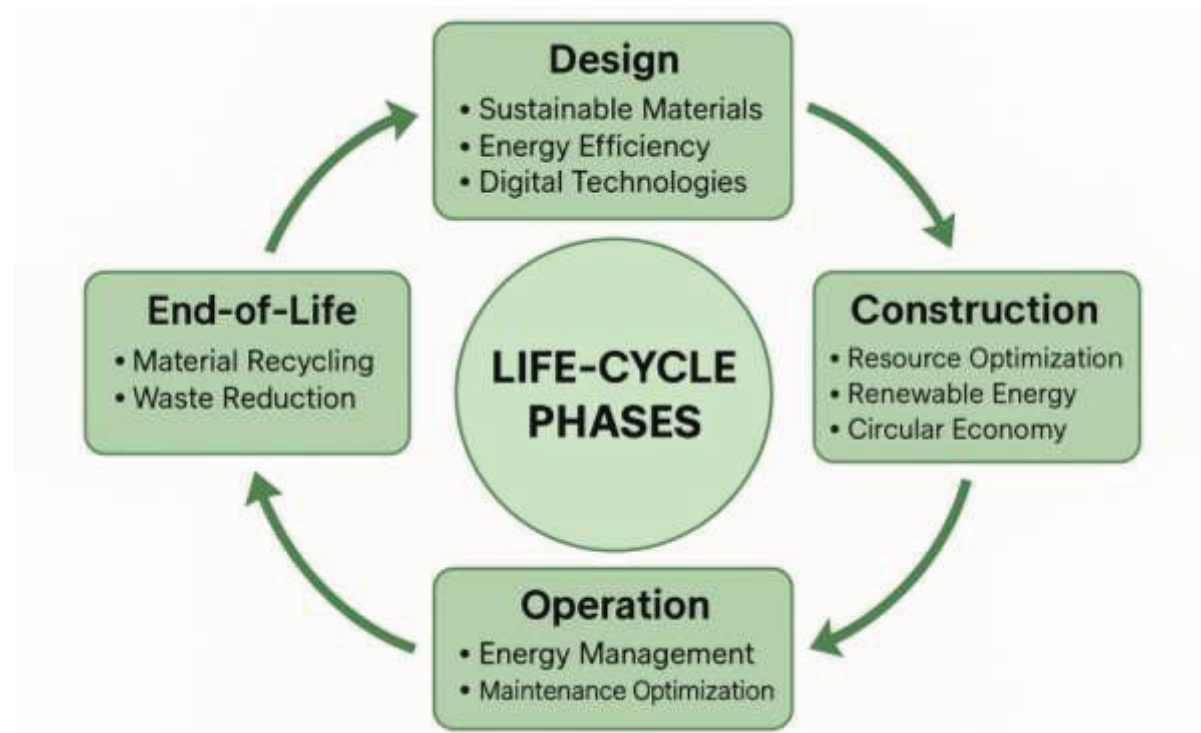 Design
• Sustainable Materials
• Energy Efficiency
• Digital Technologies
End-of-Life
• Material Recycling
• Waste Reduction
LIFE-CYCLE
PHASES
Construction
• Resource Optimization
• Renewable Energy
• Circular Economy
Operation
• Energy Management
• Maintenance Optimization